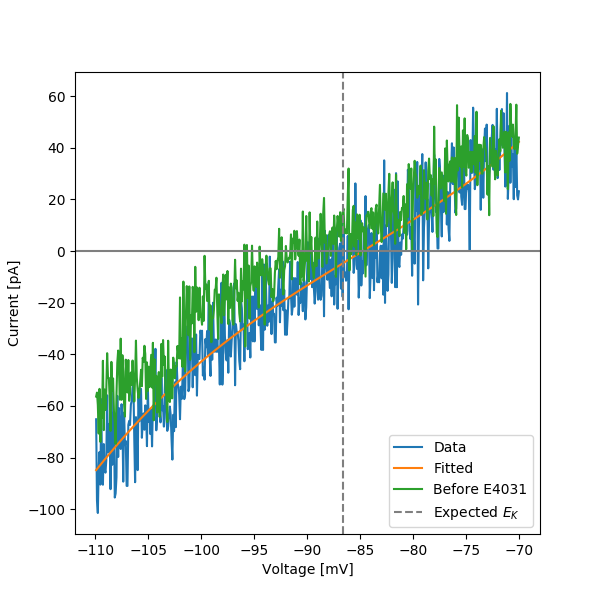 60
40
20
0
−20
−40
−60
−80
−100
Current [pA]
Data
Fitted
Before E4031
Expected E_K
−110 −105 −100 −95 −90 −85 −80 −75 −70
Voltage [mV]